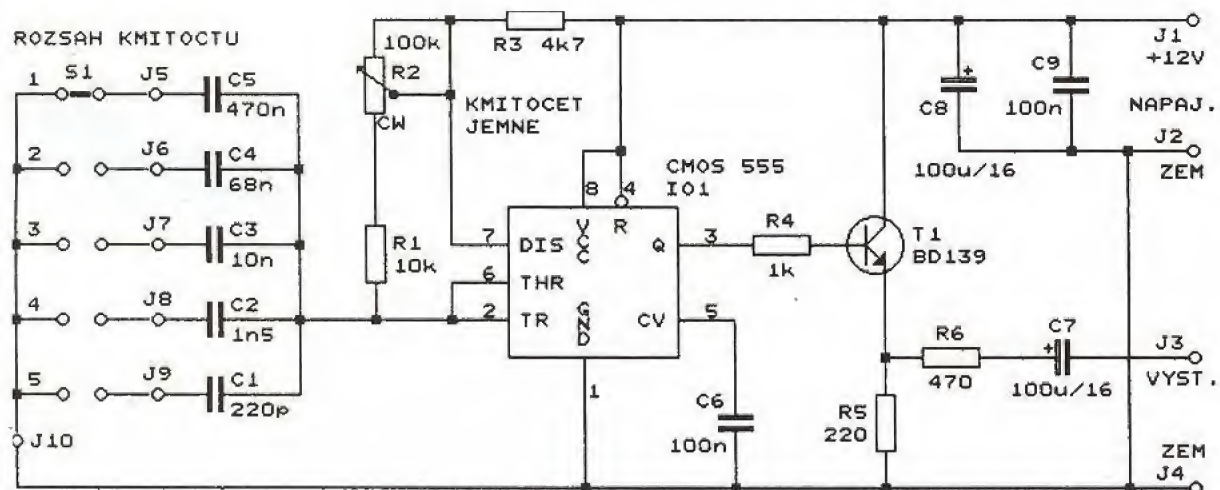 ROZSAH KMITOCTU
1
S1
J5
C5
470n
2
J6
C4
68n
3
J7
C3
10n
4
J8
C2
1n5
5
J9
C1
220p
J10
100k
R2
CW
KMITOCET
JEMNE
R3 4k7
R1
10k
CMOS 555
IO1
8
4
7
6
2
DIS
THR
TR
VCC
R
GND
Q
CV
3
5
1
R4
1k
T1
BD139
C6
100n
R5
220
R6
470
+
C7
100u/16
+
C8
100u/16
C9
100n
J1
+12V
NAPAJ.
J2
ZEM
J3
VYST.
ZEM
J4